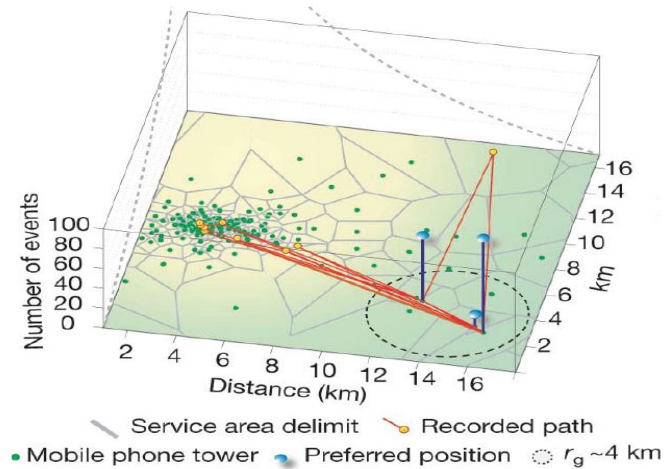 Number of events
100
80
60
40
20
0
2 4 6 8 10 12 14 16
Distance (km)
16
14
12
10
8
6
4
2
km
Service area delimit Recorded path
Mobile phone tower Preferred position r_g ~4 km